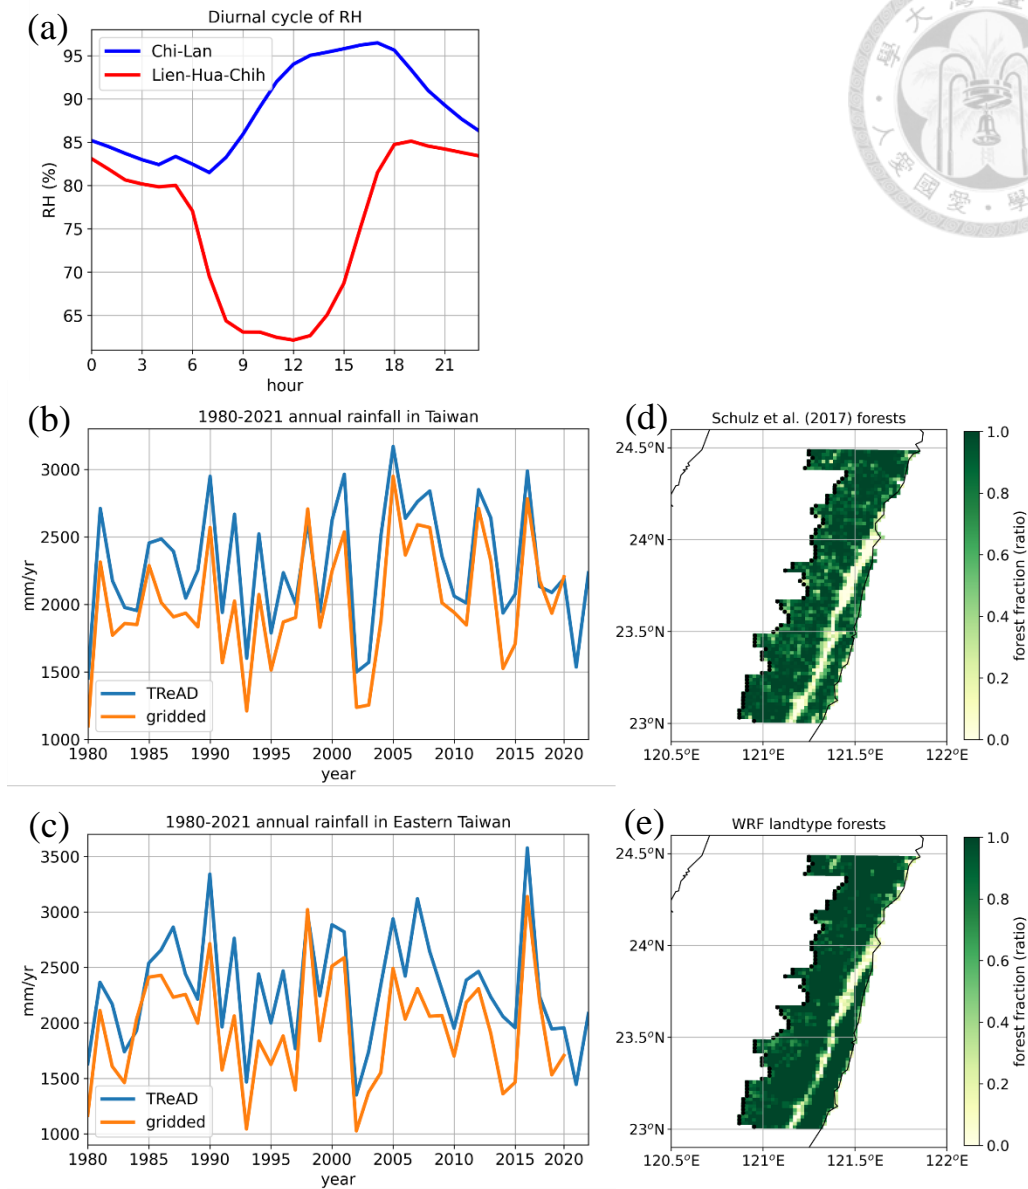 (a)
Diurnal cycle of RH
Chi-Lan
Lien-Hua-Chih
RH (%)
95
90
85
80
75
70
65
0 3 6 9 12 15 18 21
hour
(b)
1980-2021 annual rainfall in Taiwan
mm/yr
3000
2500
2000
1500
1000
TReAD
gridded
1980 1985 1990 1995 2000 2005 2010 2015 2020
year
(d)
Schulz et al. (2017) forests
24.5°N
24°N
23.5°N
23°N
120.5°E 121°E 121.5°E 122°E
1.0
0.8
0.6
0.4
0.2
0.0
forest fraction (ratio)
(c)
1980-2021 annual rainfall in Eastern Taiwan
mm/yr
3500
3000
2500
2000
1500
1000
TReAD
gridded
1980 1985 1990 1995 2000 2005 2010 2015 2020
year
(e)
WRF landtype forests
24.5°N
24°N
23.5°N
23°N
120.5°E 121°E 121.5°E 122°E
1.0
0.8
0.6
0.4
0.2
0.0
forest fraction (ratio)
大
學
人
愛
國
愛
學